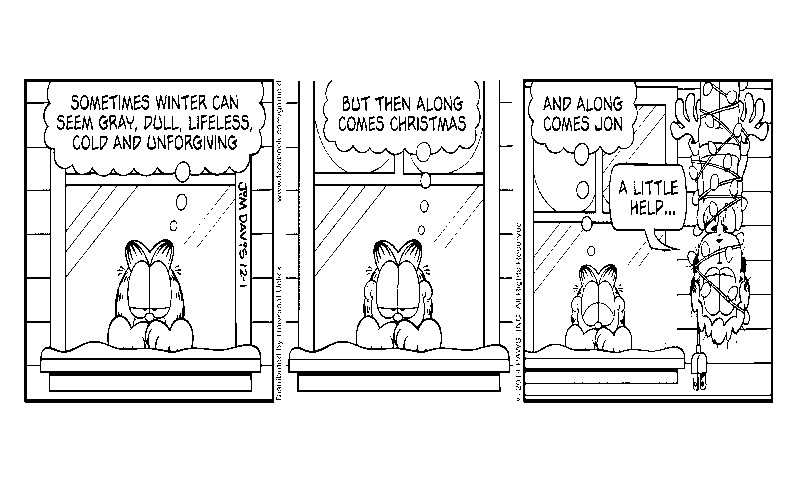 SOMETIMES WINTER CAN
SEEM GRAY, DULL, LIFELESS,
COLD AND UNFORGIVING
JIM DAVIS 12-1
BUT THEN ALONG
COMES CHRISTMAS
AND ALONG
COMES JON
A LITTLE
HELP...